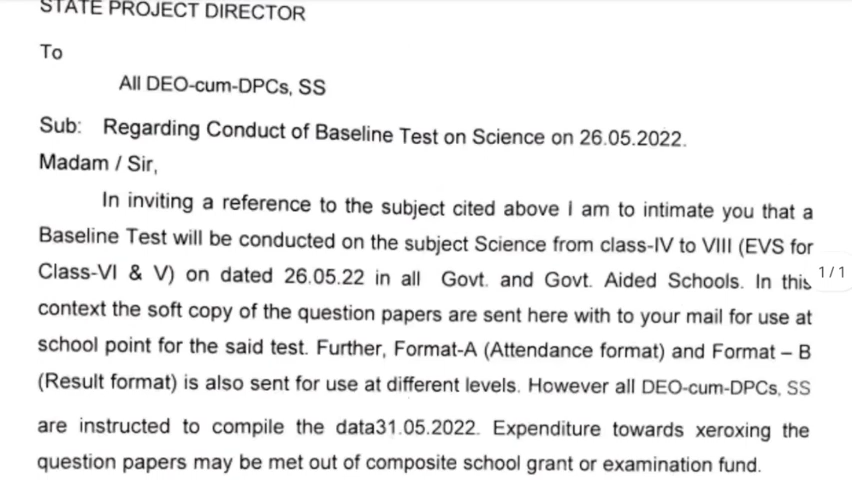 STATE PROJECT DIRECTOR
To
All DEO-cum-DPCs, SS
Sub: Regarding Conduct of Baseline Test on Science on 26.05.2022.
Madam / Sir,
In inviting a reference to the subject cited above I am to intimate you that a
Baseline Test will be conducted on the subject Science from class-IV to VIII (EVS for
Class-VI & V) on dated 26.05.22 in all Govt. and Govt. Aided Schools. In this
1/1
context the soft copy of the question papers are sent here with to your mail for use at
school point for the said test. Further, Format-A (Attendance format) and Format – B
(Result format) is also sent for use at different levels. However all DEO-cum-DPCs, SS
are instructed to compile the data31.05.2022. Expenditure towards xeroxing the
question papers may be met out of composite school grant or examination fund.